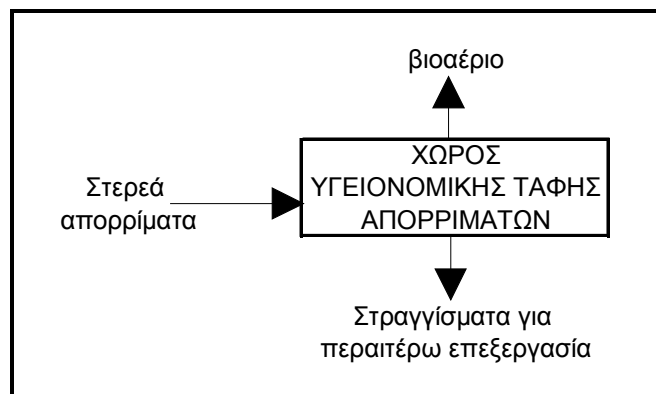 βιοαέριο
ΧΩΡΟΣ
ΥΓΕΙΟΝΟΜΙΚΗΣ ΤΑΦΗΣ
ΑΠΟΡΡΙΜΑΤΩΝ
Στερεά
απορρίματα
Στραγγίσματα για
περαιτέρω επεξεργασία